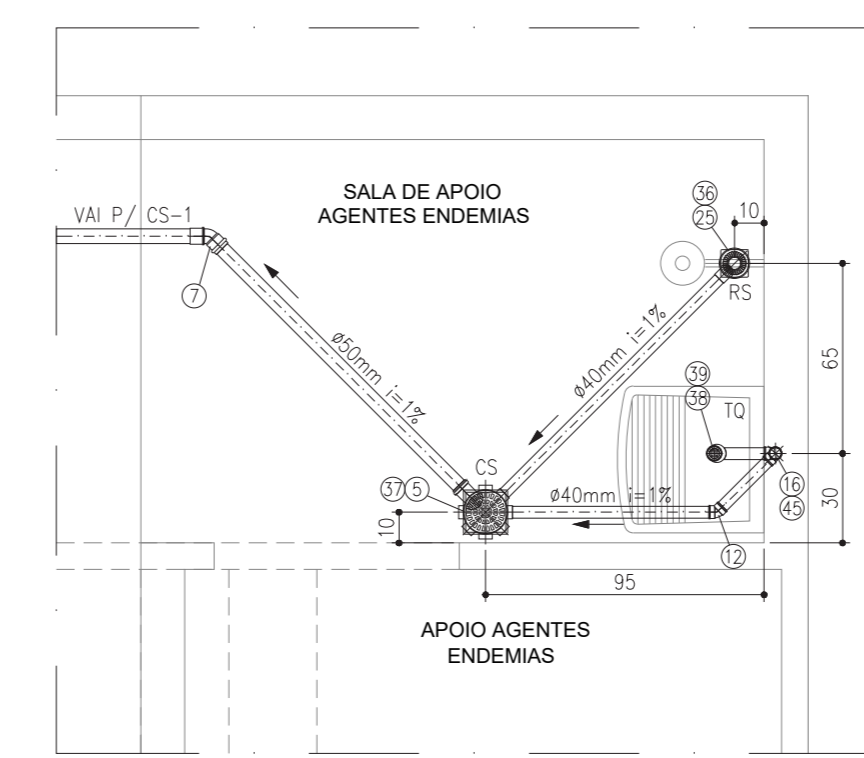 SALA DE APOIO
AGENTES ENDEMIAS
VAI P/ CS-1
7
36
25
10
RS
ø50mm i=1%
ø40mm i=1%
65
39
38
TQ
CS
37 5
ø40mm i=1%
16
45
30
10
12
95
APOIO AGENTES
ENDEMIAS